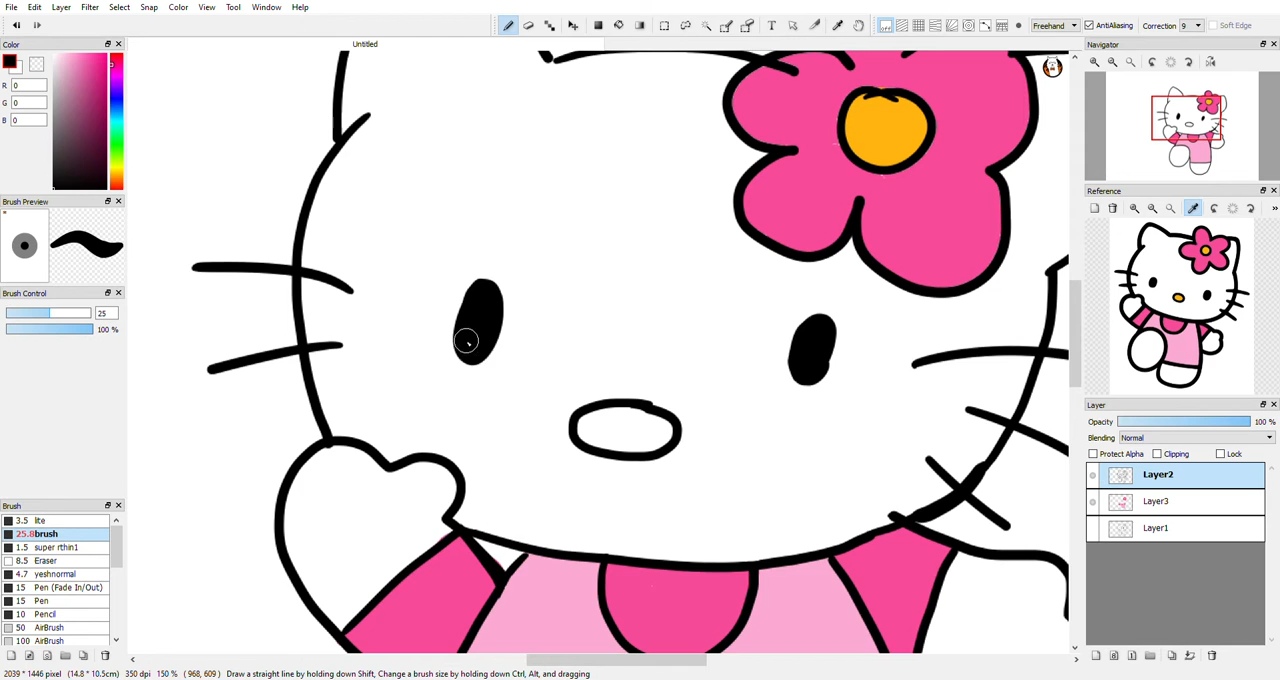 File Edit Layer Filter Select Snap Color View Tool Window Help
off Freehand AntiAliasing Correction 9 Soft Edge
Color
Untitled
Navigator
R 0
G 0
B 0
Reference
Brush Preview
Brush Control
25
100 %
Layer
Opacity 100 %
Blending Normal
Protect Alpha Clipping Lock
Layer2
Layer3
Layer1
Brush
3.5 lite
25.8 brush
1.5 super rthin1
8.5 Eraser
4.7 yeshnormal
15 Pen (Fade In/Out)
15 Pen
10 Pencil
50 AirBrush
100 AirBrush
2039 * 1446 pixel (14.8 * 10.5cm) 350 dpi 150 % ( 968, 609) Draw a straight line by holding down Shift, Change a brush size by holding down Ctrl, Alt, and dragging